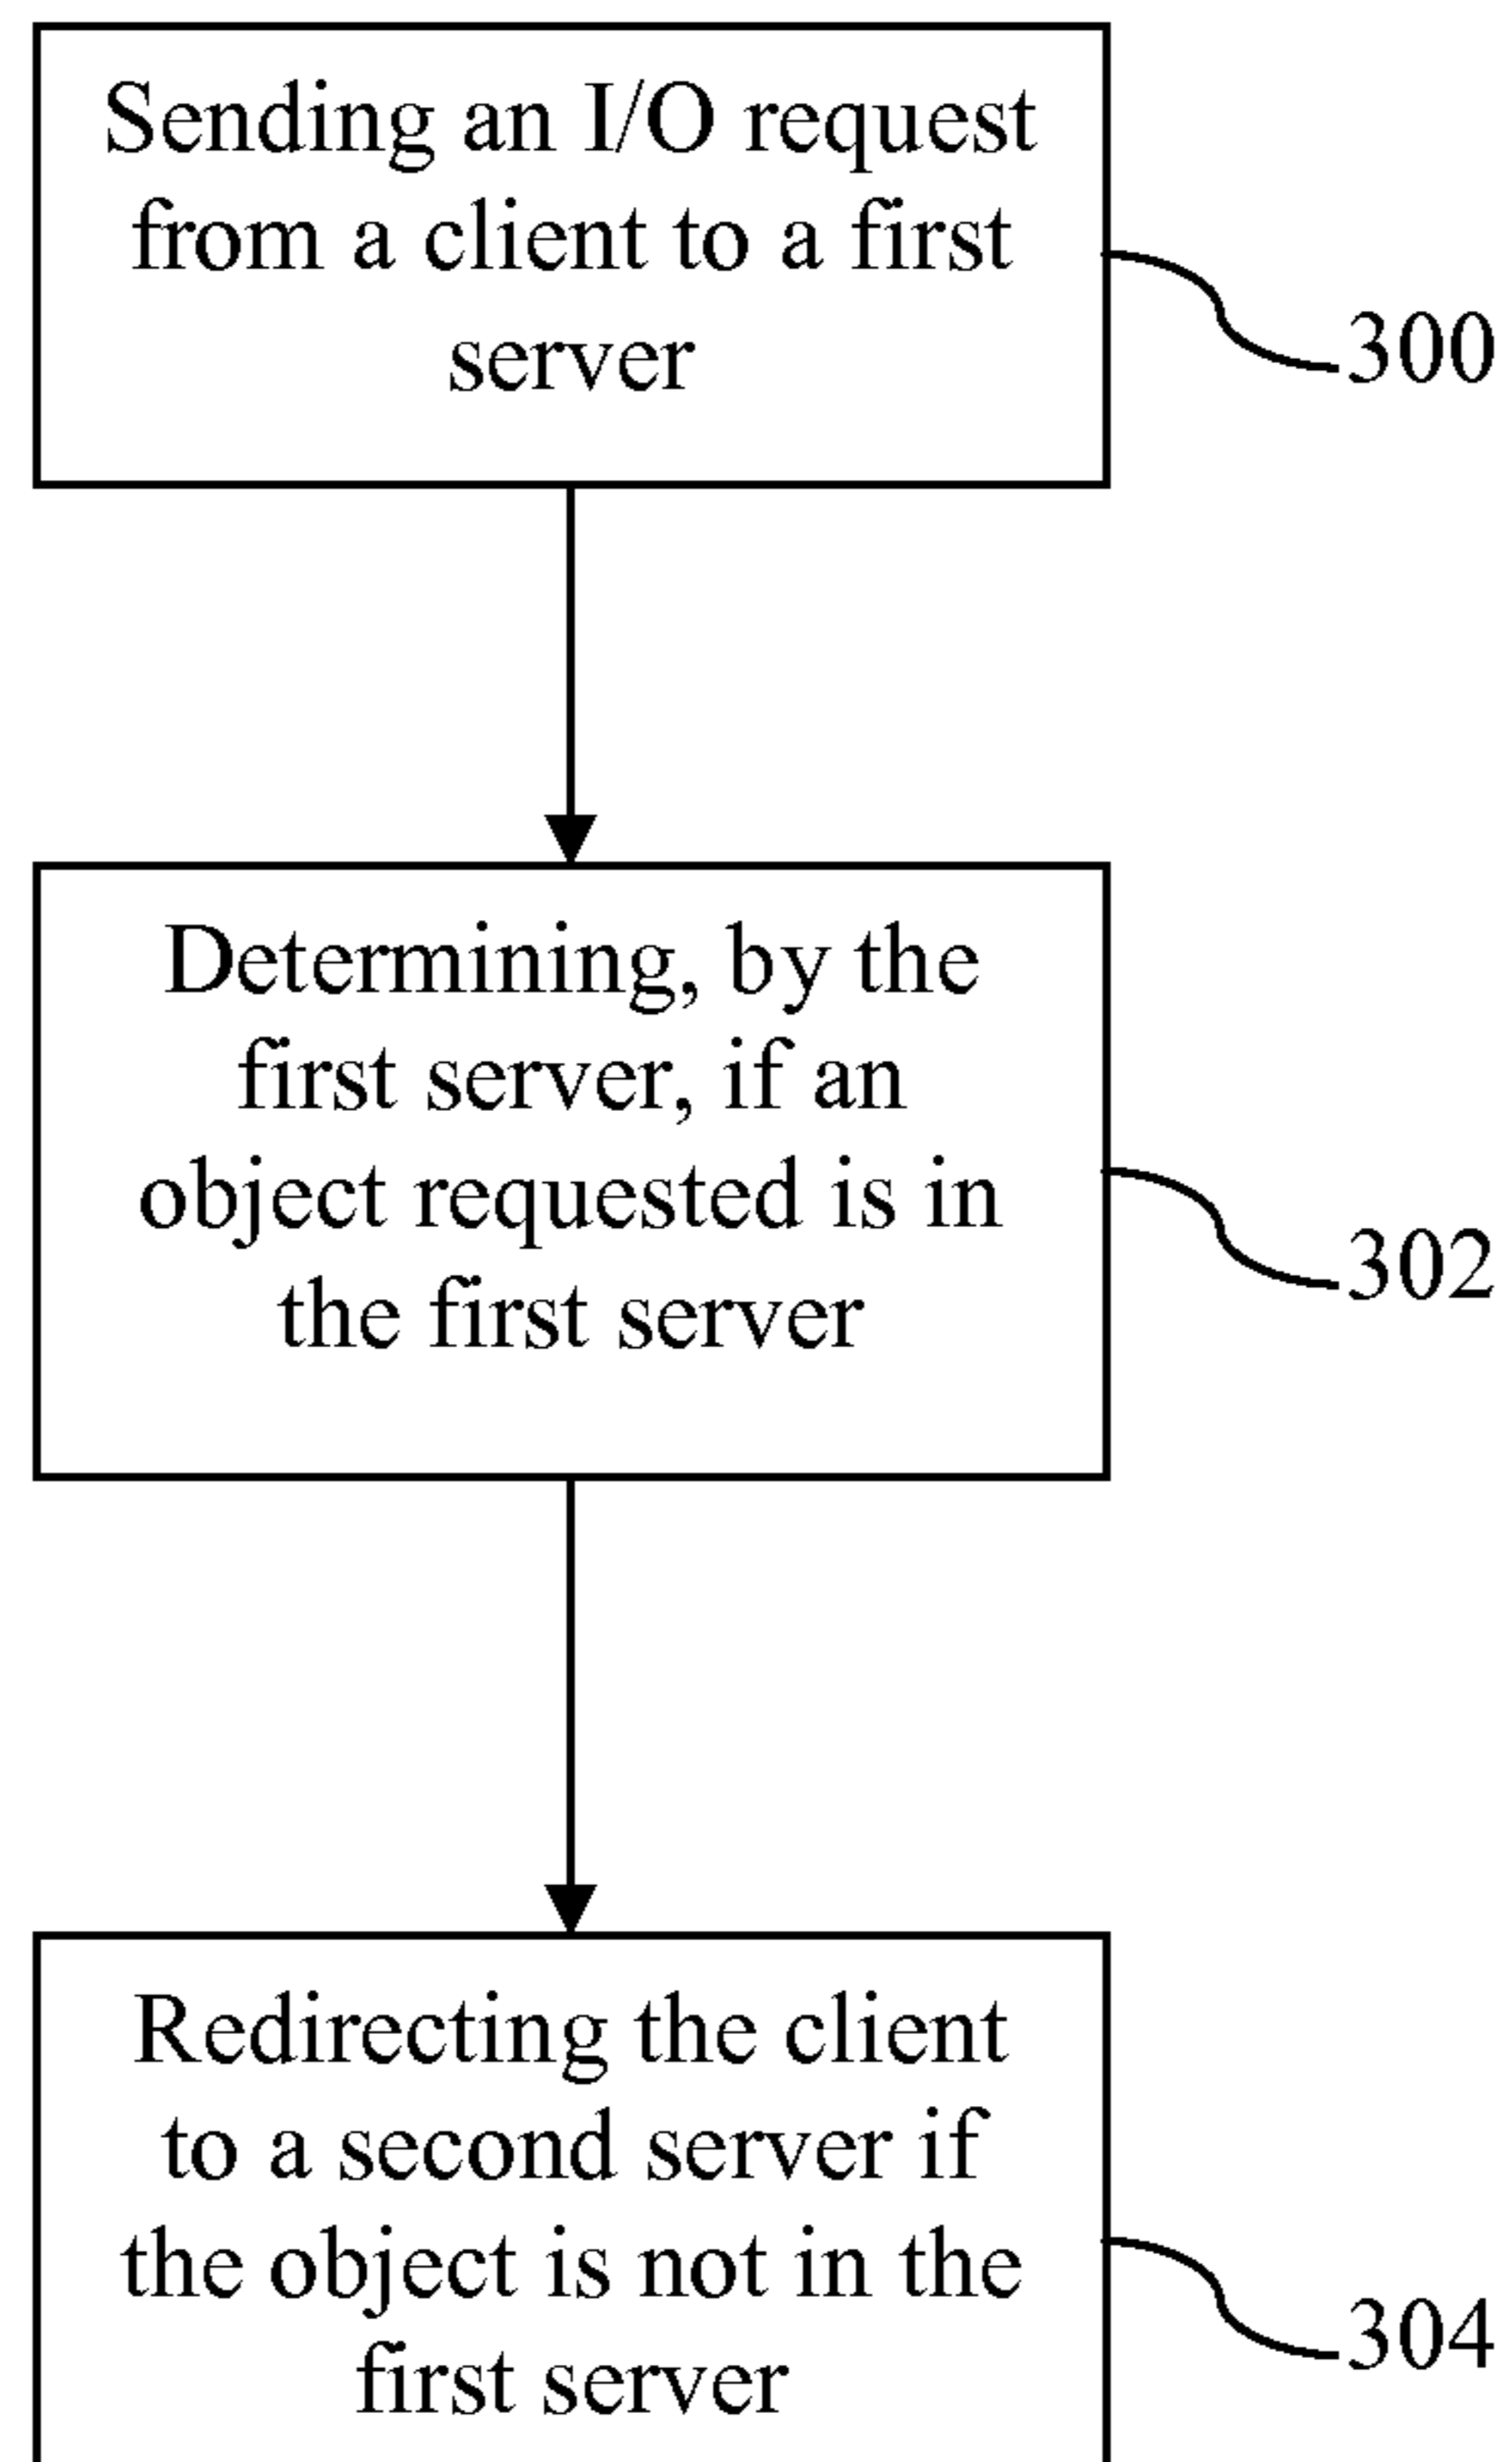 Sending an I/O request
from a client to a first
server
300
Determining, by the
first server, if an
object requested is in
the first server
302
Redirecting the client
to a second server if
the object is not in the
first server
304